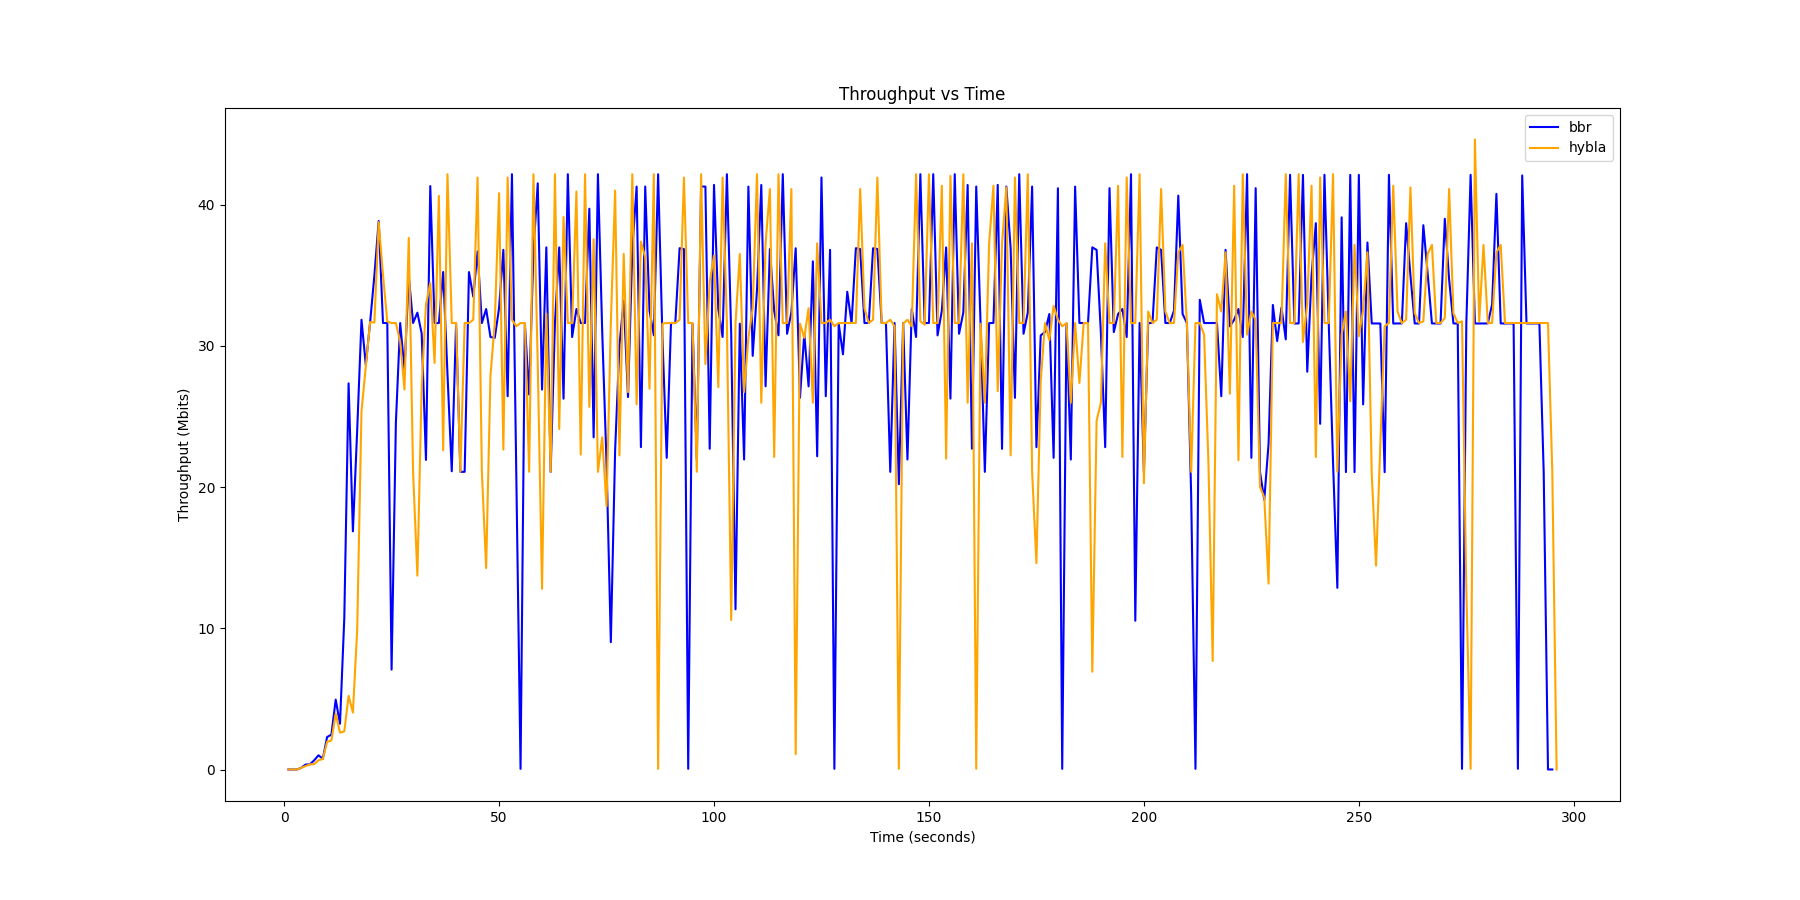 Throughput vs Time
bbr
hybla
Throughput (Mbits)
40
30
20
10
0
0 50 100 150 200 250 300
Time (seconds)